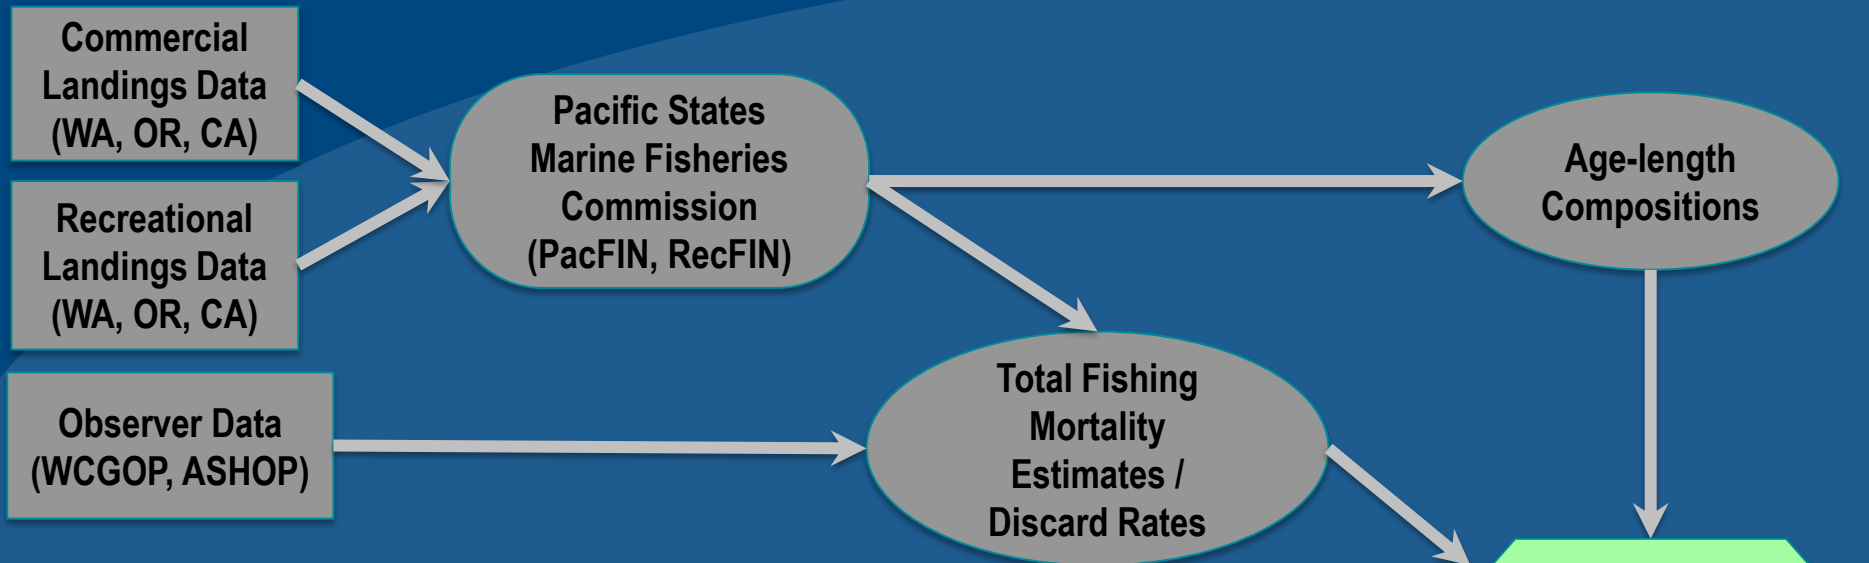 Commercial
Landings Data
(WA, OR, CA)
Recreational
Landings Data
(WA, OR, CA)
Observer Data
(WCGOP, ASHOP)
Pacific States
Marine Fisheries
Commission
(PacFIN, RecFIN)
Total Fishing
Mortality
Estimates /
Discard Rates
Age-length
Compositions